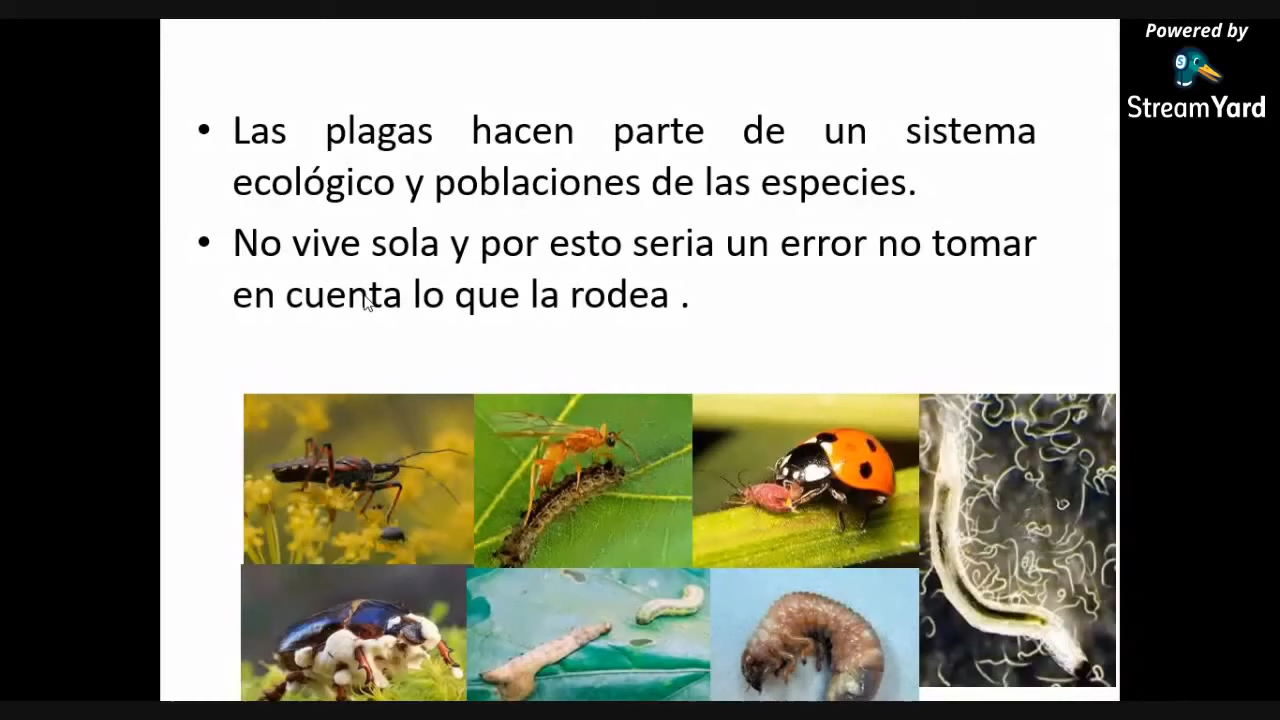 Powered by
StreamYard
• Las plagas hacen parte de un sistema
ecológico y poblaciones de las especies.
• No vive sola y por esto seria un error no tomar
en cuenta lo que la rodea .